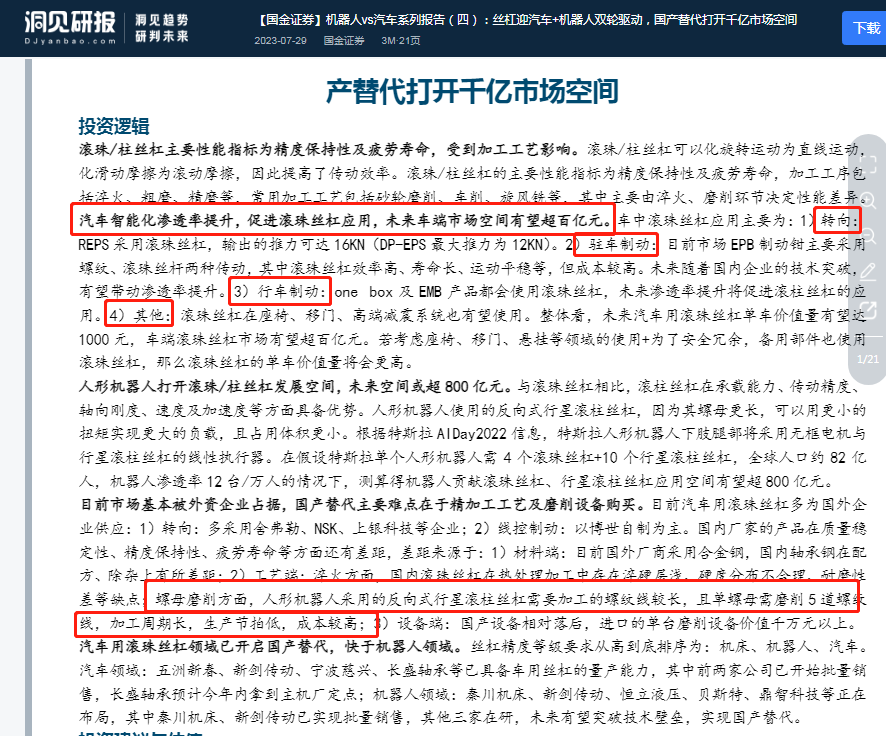 洞见研报
DJyanbao.com
洞见趋势
研判未来
【国金证券】机器人vs汽车系列报告（四）：丝杠迎汽车+机器人双轮驱动，国产替代打开千亿市场空间
2023-07-29 国金证券 3M·21页
下载
产替代打开千亿市场空间
投资逻辑
滚珠/柱丝杠主要性能指标为精度保持性及疲劳寿命，受到加工工艺影响。滚珠/柱丝杠可以化旋转运动为直线运动，
化滑动摩擦为滚动摩擦，因此提高了传动效率。滚珠/柱丝杠的主要性能指标为精度保持性及疲劳寿命，加工工序包
括淬火、粗磨、精磨等，常用加工工艺包括砂轮磨削、车削、旋风铣等，其中主要由淬火、磨削环节决定性能差异。
汽车智能化渗透率提升，促进滚珠丝杠应用，未来车端市场空间有望超百亿元。车中滚珠丝杠应用主要为：1）转向：
REPS 采用滚珠丝杠，输出的推力可达 16KN（DP-EPS 最大推力为 12KN）。2）驻车制动：目前市场 EPB 制动钳主要采用
螺纹、滚珠丝杆两种传动，其中滚珠丝杠效率高、寿命长、运动平稳等，但成本较高。未来随着国内企业的技术突破，
有望带动渗透率提升。3）行车制动：one box 及 EMB 产品都会使用滚珠丝杠，未来渗透率提升将促进滚柱丝杠的应
用。4）其他：滚珠丝杠在座椅、移门、高端减震系统也有望使用。整体看，未来汽车用滚珠丝杠单车价值量有望达
1000 元，车端滚珠丝杠市场有望超百亿元。若考虑座椅、移门、悬挂等领域的使用+为了安全冗余，备用部件也使用
滚珠丝杠，那么滚珠丝杠的单车价值量将会更高。
人形机器人打开滚珠/柱丝杠发展空间，未来空间或超 800 亿元。与滚珠丝杠相比，滚柱丝杠在承载能力、传动精度、
轴向刚度、速度及加速度等方面具备优势。人形机器人使用的反向式行星滚柱丝杠，因为其螺母更长，可以用更小的
扭矩实现更大的负载，且占用体积更小。根据特斯拉 AIDay2022 信息，特斯拉人形机器人下肢腿部将采用无框电机与
行星滚柱丝杠的线性执行器。在假设特斯拉单个人形机器人需 4 个滚珠丝杠+10 个行星滚柱丝杠，全球人口约 82 亿
人，机器人渗透率 12 台/万人的情况下，测算得机器人贡献滚珠丝杠、行星滚柱丝杠应用空间有望超 800 亿元。
目前市场基本被外资企业占据，国产替代主要难点在于精加工工艺及磨削设备购买。目前汽车用滚珠丝杠多为国外企
业供应：1）转向：多采用舍弗勒、NSK、上银科技等企业；2）线控制动：以博世自制为主。国内厂家的产品在质量稳
定性、精度保持性、疲劳寿命等方面还有差距，差距来源于：1）材料端：目前国外厂商采用合金钢，国内轴承钢在配
方、除杂上有所差距；2）工艺端：淬火方面，国内滚珠丝杠在热处理加工中存在淬硬层浅、硬度分布不合理、耐磨性
差等缺点；螺母磨削方面，人形机器人采用的反向式行星滚柱丝杠需要加工的螺纹线较长，且单螺母需磨削 5 道螺纹
线，加工周期长，生产节拍低，成本较高；3）设备端：国产设备相对落后，进口的单台磨削设备价值千万元以上。
汽车用滚珠丝杠领域已开启国产替代，快于机器人领域。丝杠精度等级要求从高到底排序为：机床、机器人、汽车。
汽车领域：五洲新春、新剑传动、宁波慈兴、长盛轴承等已具备车用丝杠的量产能力，其中前两家公司已开始批量销
售，长盛轴承预计今年内拿到主机厂定点；机器人领域：秦川机床、新剑传动、恒立液压、贝斯特、鼎智科技等正在
布局，其中秦川机床、新剑传动已实现批量销售，其他三家在研，未来有望突破技术壁垒，实现国产替代。
1/21